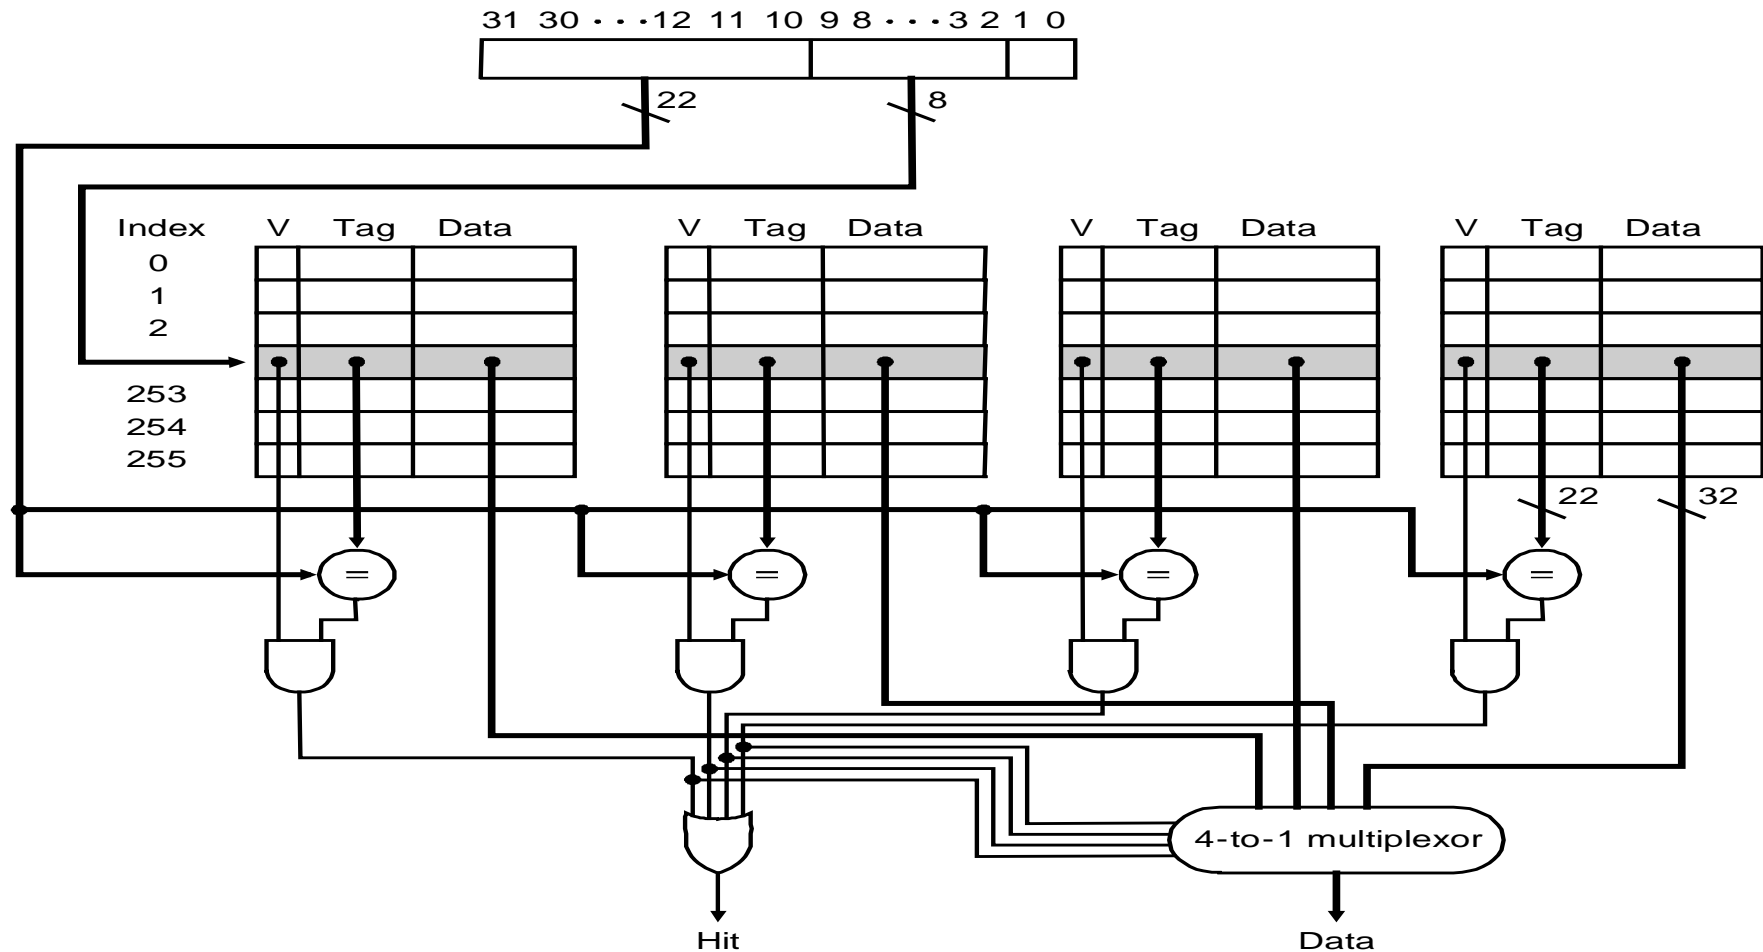 31 30 · · · 12 11 10 9 8 · · · 3 2 1 0
22 8
Index V Tag Data V Tag Data V Tag Data V Tag Data
0
1
2
253
254
255
22 32
= = = =
4-to-1 multiplexor
Hit Data